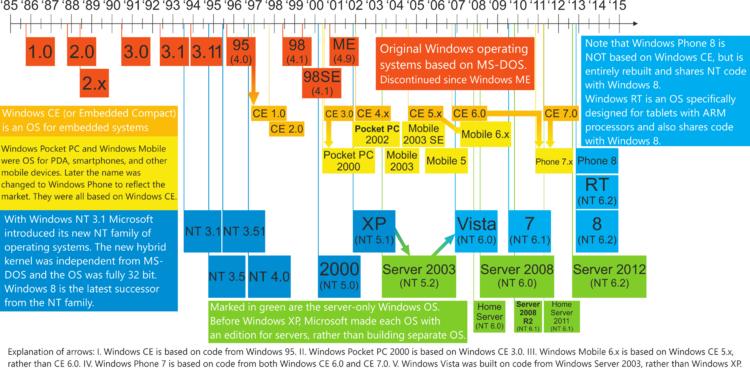 '85 '86 '87 '88 '89 '90 '91 '92 '93 '94 '95 '96 '97 '98 '99 '00 '01 '02 '03 '04 '05 '06 '07 '08 '09 '10 '11 '12 '13 '14 '15
1.0
2.0
2.x
3.0
3.1
3.11
95
(4.0)
98
(4.1)
98SE
(4.1)
ME
(4.9)
Original Windows operating
systems based on MS-DOS.
Discontinued since Windows ME
Note that Windows Phone 8 is
NOT based on Windows CE, but is
entirely rebuilt and shares NT code
with Windows 8.
Windows RT is an OS specifically
designed for tablets with ARM
processors and also shares code
with Windows 8.
Windows CE (or Embedded Compact)
is an OS for embedded systems
CE 1.0
CE 2.0
CE 3.0
CE 4.x
CE 5.x
CE 6.0
CE 7.0
Windows Pocket PC and Windows Mobile
were OS for PDA, smartphones, and other
mobile devices. Later the name was
changed to Windows Phone to reflect the
market. They were all based on Windows CE.
Pocket PC
2000
Pocket PC
2002
Mobile
2003
Mobile
2003 SE
Mobile 5
Mobile 6.x
Phone 7.x
Phone 8
RT
(NT 6.2)
With Windows NT 3.1 Microsoft
introduced its new NT family of
operating systems. The new hybrid
kernel was independent from MS-
DOS and the OS was fully 32 bit.
Windows 8 is the latest successor
from the NT family.
NT 3.1
NT 3.51
NT 3.5
NT 4.0
2000
(NT 5.0)
XP
(NT 5.1)
Server 2003
(NT 5.2)
Vista
(NT 6.0)
Server 2008
(NT 6.0)
7
(NT 6.1)
8
(NT 6.2)
Server 2012
(NT 6.2)
Marked in green are the server-only Windows OS.
Before Windows XP, Microsoft made each OS with
an edition for servers, rather than building separate OS.
Home
Server
(NT 6.0)
Server
2008
R2
(NT 6.1)
Home
Server
2011
(NT 6.1)
Explanation of arrows: I. Windows CE is based on code from Windows 95. II. Windows Pocket PC 2000 is based on Windows CE 3.0. III. Windows Mobile 6.x is based on Windows CE 5.x,
rather than CE 6.0. IV. Windows Phone 7 is based on code from both Windows CE 6.0 and CE 7.0. V. Windows Vista was built on code from Windows Server 2003, rather than Windows XP.